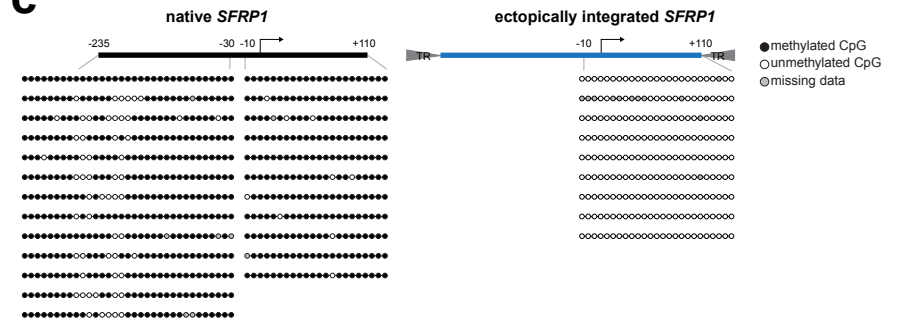 c
native SFRP1
ectopically integrated SFRP1
-235
-30
-10
+110
TR
-10
+110
TR
methylated CpG
unmethylated CpG
missing data